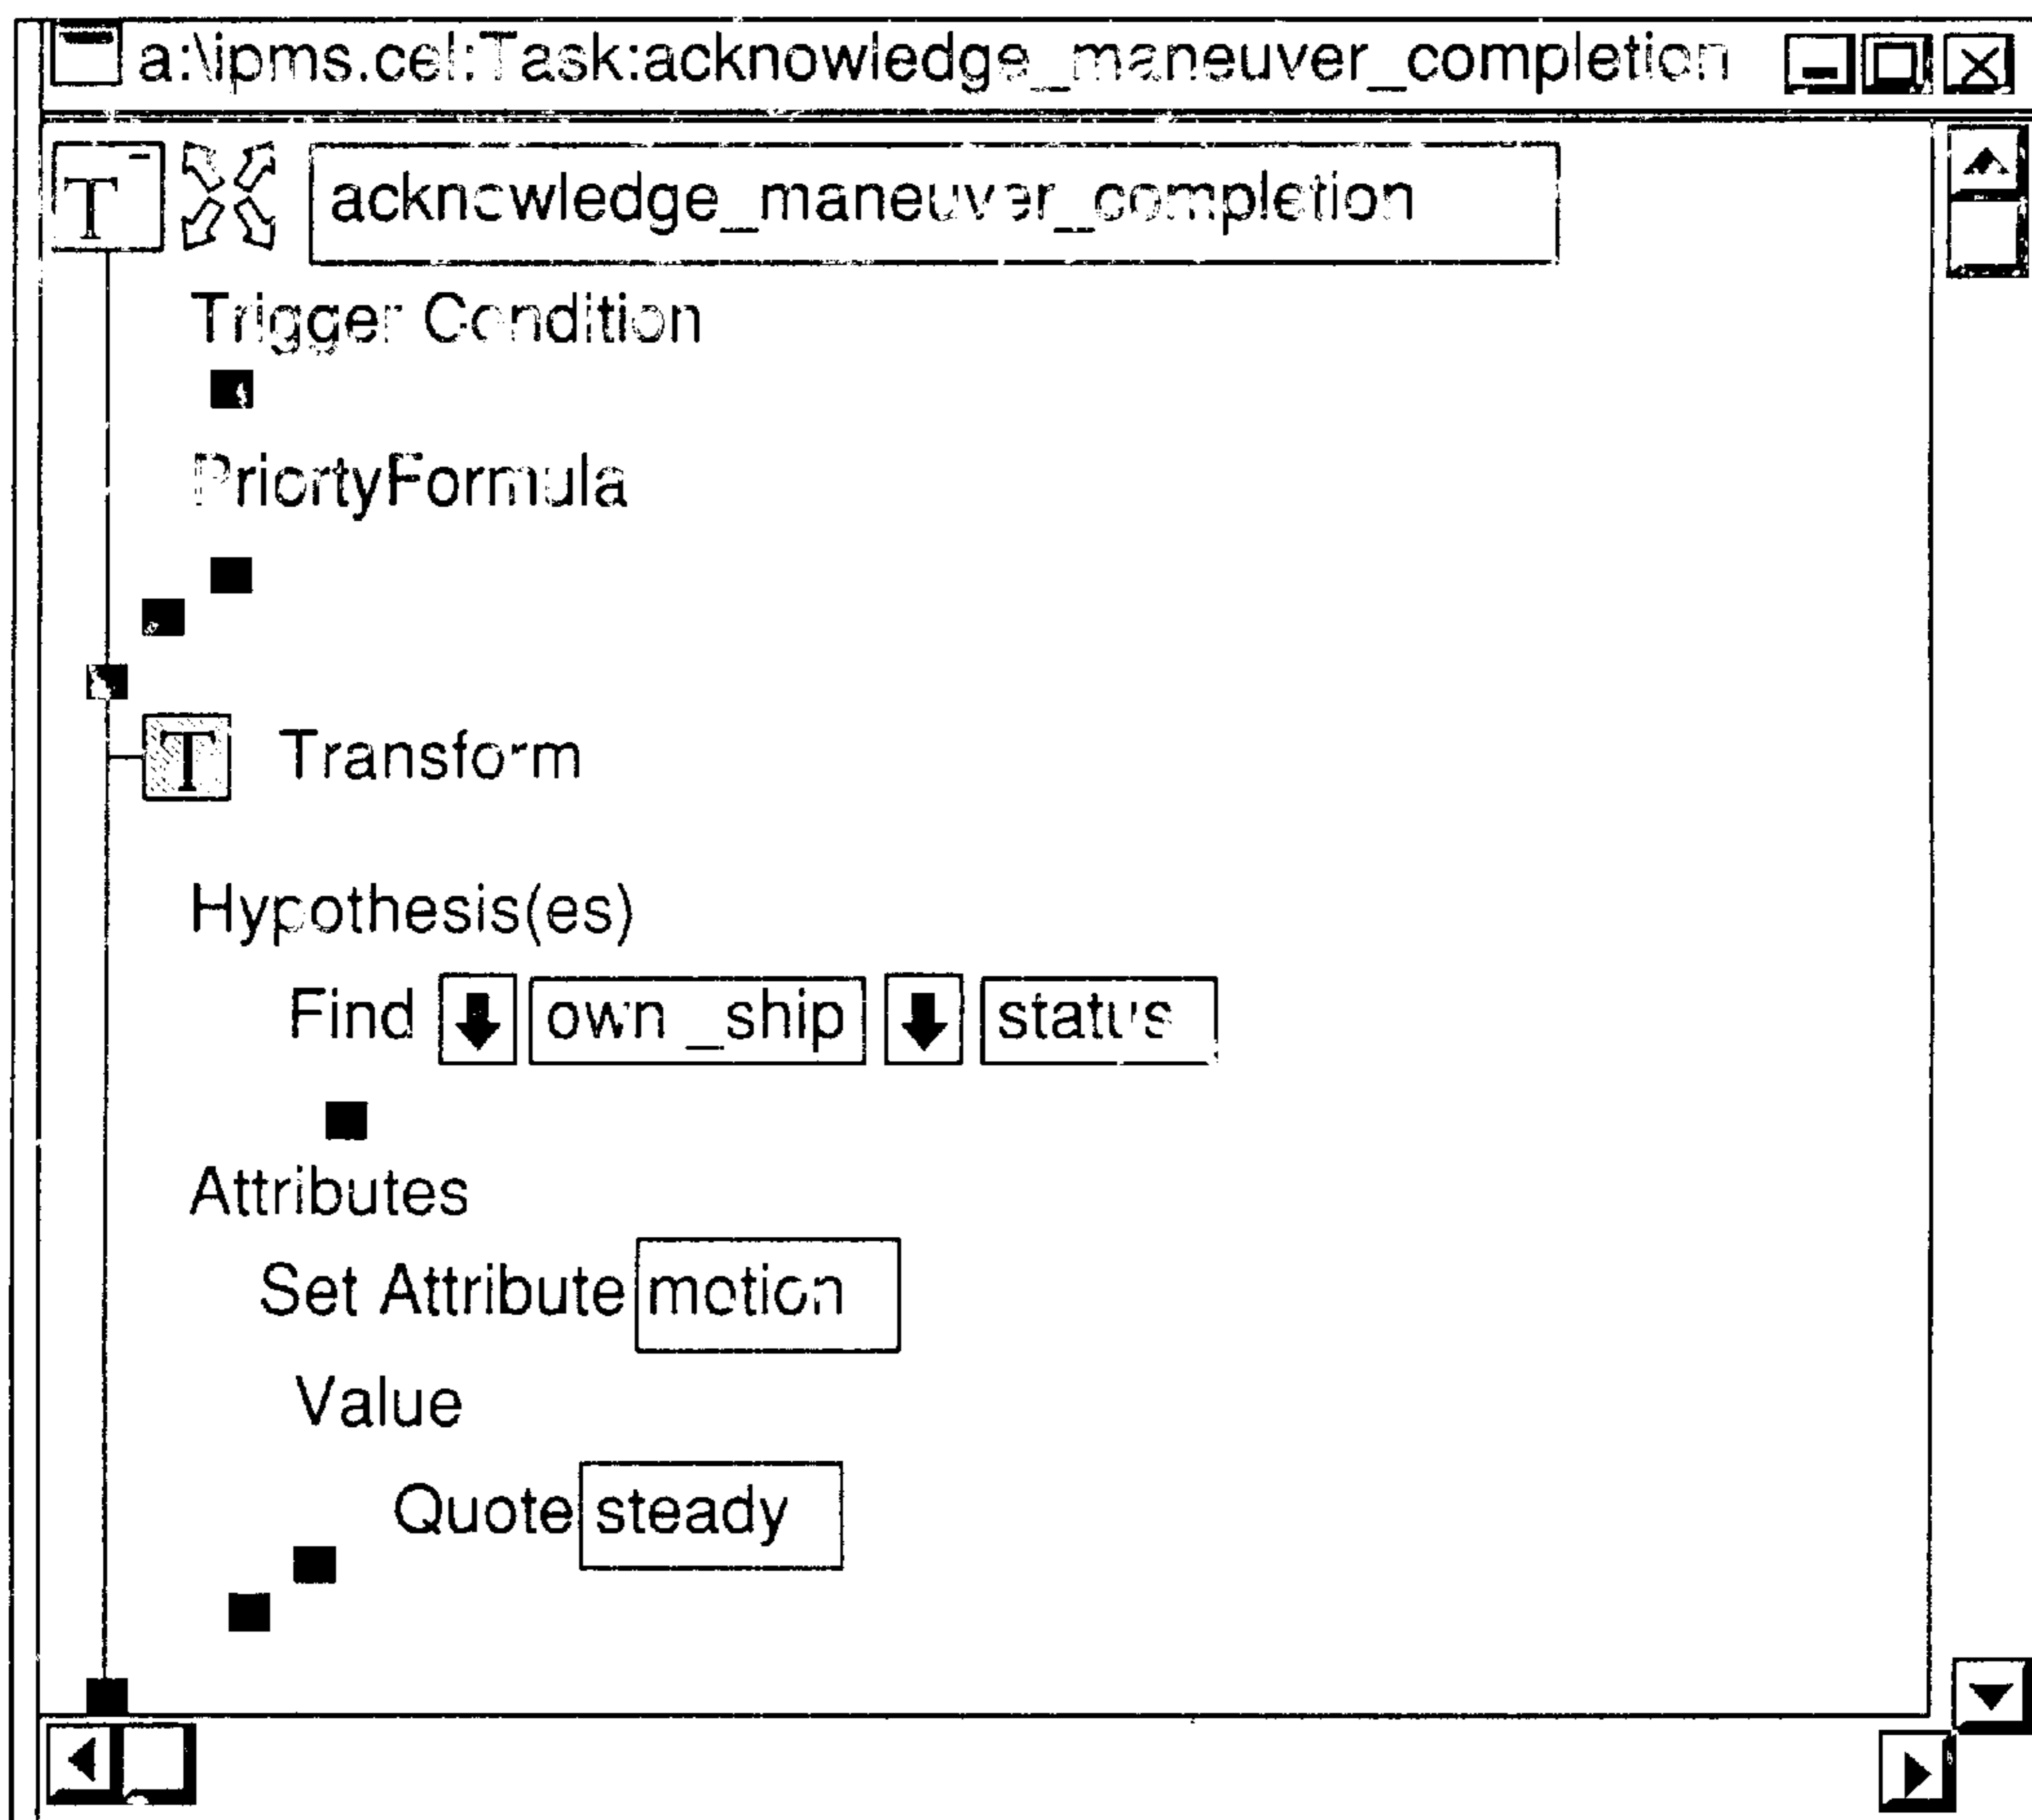 a:\ipms.cel:Task:acknowledge_maneuver_completion
T acknowledge_maneuver_completion
Trigger Condition
PriortyFormula
T Transform
Hypothesis(es)
Find own _ship status
Attributes
Set Attribute motion
Value
Quote steady